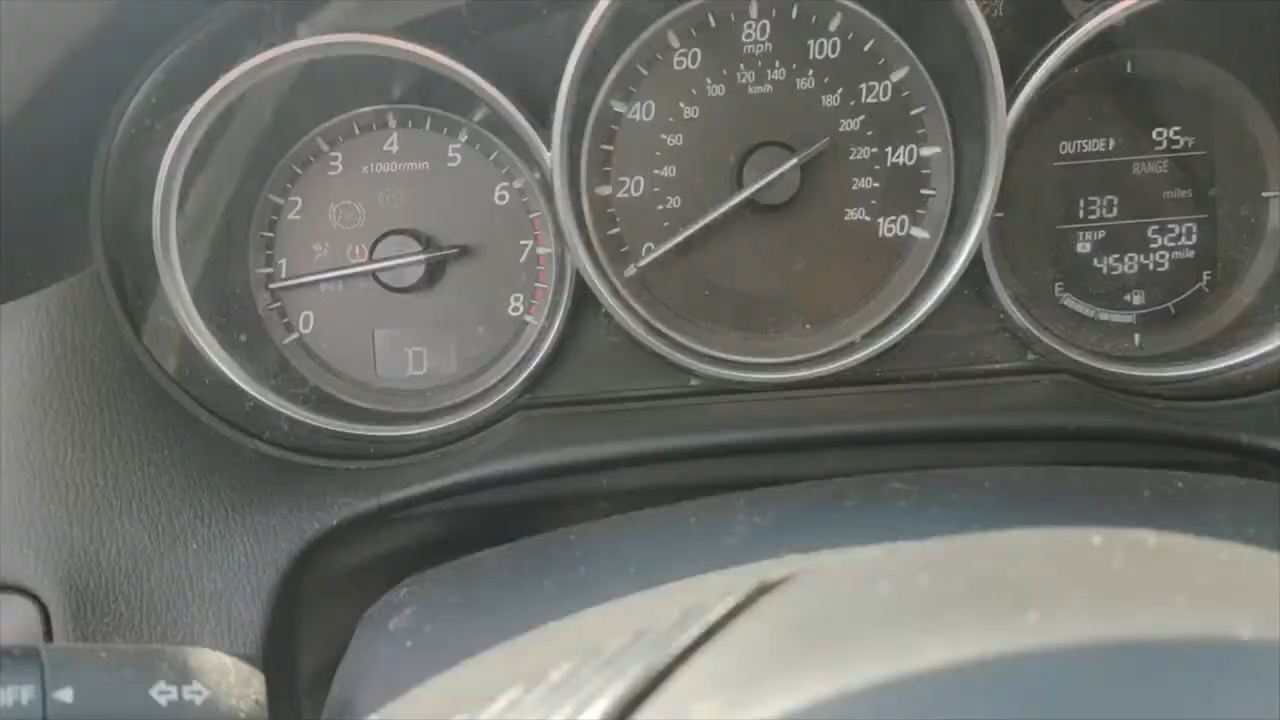 0
1
2
3
4
5
6
7
8
x1000r/min
D
0
20
40
60
80
100
120
140
160
mph
20
40
60
80
100
120
140
160
180
200
220
240
260
km/h
OUTSIDE 95°F
RANGE
130 miles
TRIP 52.0
A
45849 mile
E F
OFF